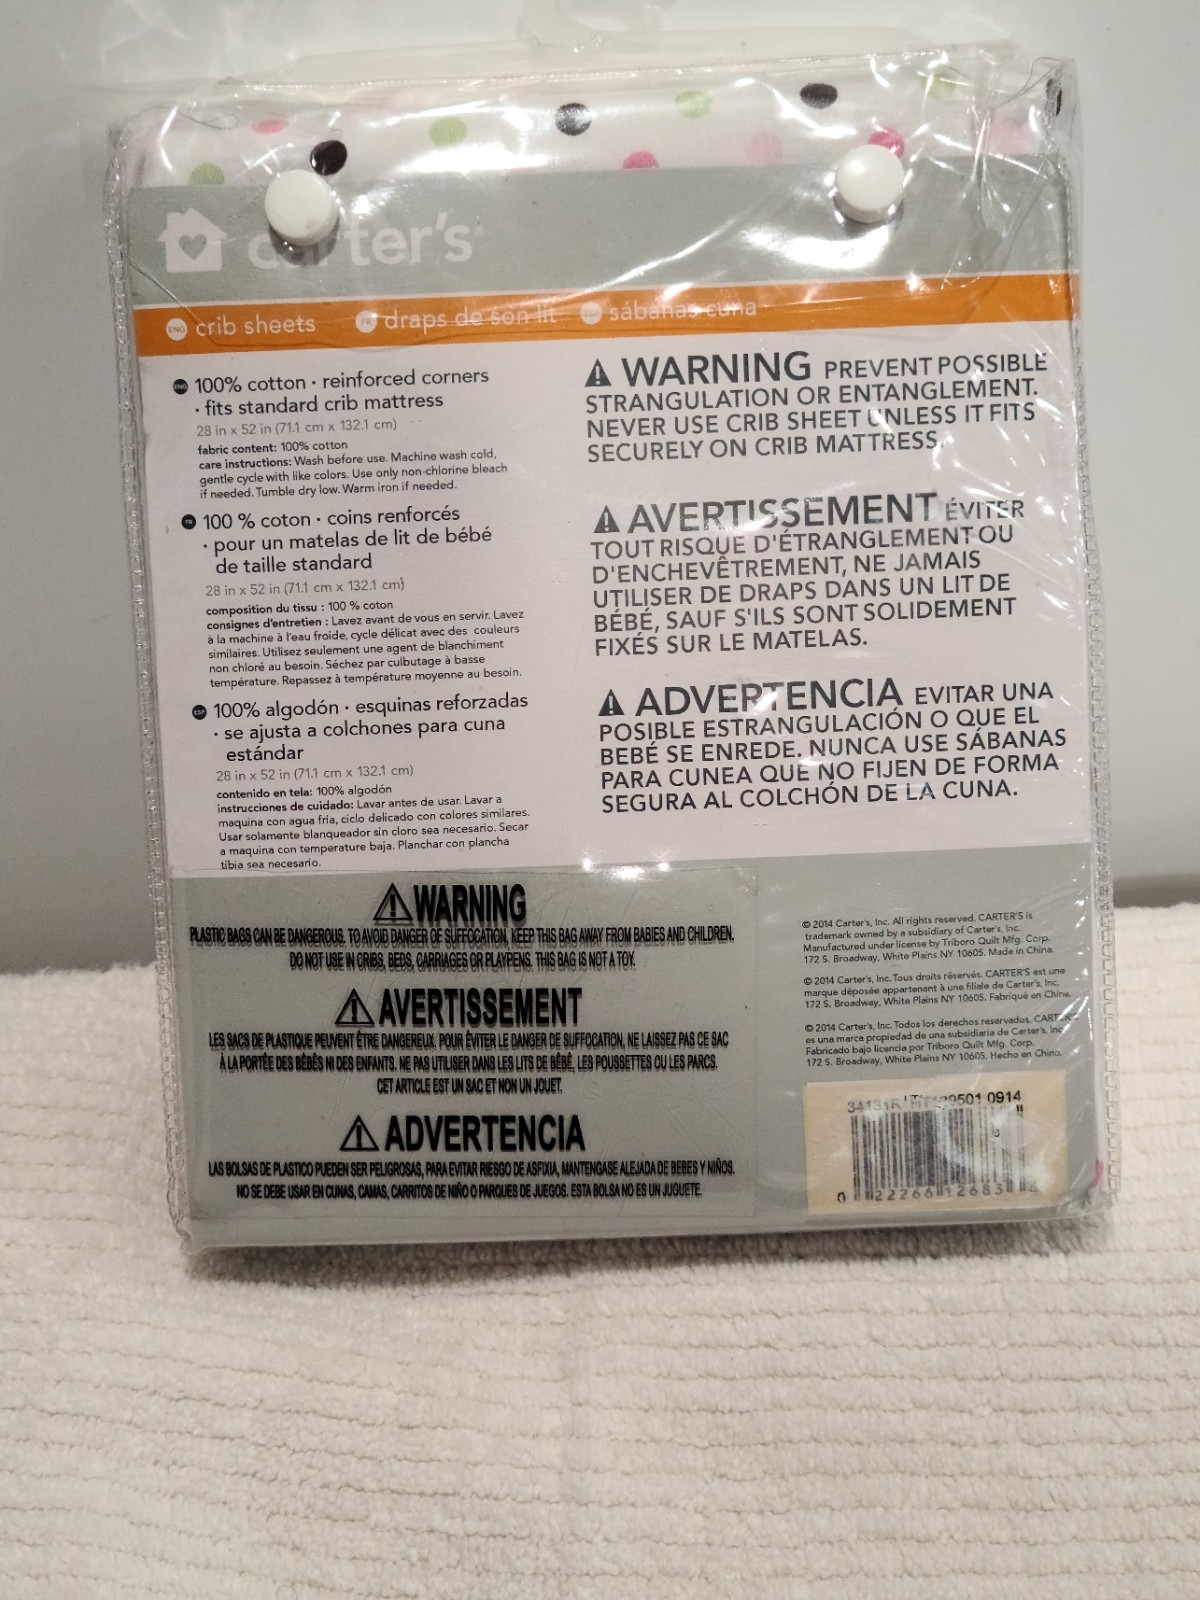 carter's
ENG crib sheets FR draps de son lit ESP sábanas cuna
ENG 100% cotton · reinforced corners
· fits standard crib mattress
28 in x 52 in (71.1 cm x 132.1 cm)
fabric content: 100% cotton
care instructions: Wash before use. Machine wash cold,
gentle cycle with like colors. Use only non-chlorine bleach
if needed. Tumble dry low. Warm iron if needed.
FR 100 % coton · coins renforcés
· pour un matelas de lit de bébé
de taille standard
28 in x 52 in (71.1 cm x 132.1 cm)
composition du tissu : 100 % coton
consignes d'entretien : Lavez avant de vous en servir. Lavez
à la machine à l'eau froide, cycle délicat avec des couleurs
similaires. Utilisez seulement une agent de blanchiment
non chloré au besoin. Séchez par culbutage à basse
température. Repassez à température moyenne au besoin.
ESP 100% algodón · esquinas reforzadas
· se ajusta a colchones para cuna
estándar
28 in x 52 in (71.1 cm x 132.1 cm)
contenido en tela: 100% algodón
instrucciones de cuidado: Lavar antes de usar. Lavar a
maquina con agua fria, ciclo delicado con colores similares.
Usar solamente blanqueador sin cloro sea necesario. Secar
a maquina con temperature baja. Planchar con plancha
tibia sea necesario.
WARNING PREVENT POSSIBLE
STRANGULATION OR ENTANGLEMENT.
NEVER USE CRIB SHEET UNLESS IT FITS
SECURELY ON CRIB MATTRESS.
AVERTISSEMENT ÉVITER
TOUT RISQUE D'ÉTRANGLEMENT OU
D'ENCHEVÊTREMENT, NE JAMAIS
UTILISER DE DRAPS DANS UN LIT DE
BÉBÉ, SAUF S'ILS SONT SOLIDEMENT
FIXÉS SUR LE MATELAS.
ADVERTENCIA EVITAR UNA
POSIBLE ESTRANGULACIÓN O QUE EL
BEBÉ SE ENREDE. NUNCA USE SÁBANAS
PARA CUNEA QUE NO FIJEN DE FORMA
SEGURA AL COLCHÓN DE LA CUNA.
WARNING
PLASTIC BAGS CAN BE DANGEROUS. TO AVOID DANGER OF SUFFOCATION, KEEP THIS BAG AWAY FROM BABIES AND CHILDREN.
DO NOT USE IN CRIBS, BEDS, CARRIAGES OR PLAYPENS. THIS BAG IS NOT A TOY.
AVERTISSEMENT
LES SACS DE PLASTIQUE PEUVENT ÊTRE DANGEREUX. POUR ÉVITER LE DANGER DE SUFFOCATION, NE LAISSEZ PAS CE SAC
À LA PORTÉE DES BÉBÉS NI DES ENFANTS. NE PAS UTILISER DANS LES LITS DE BÉBÉ, LES POUSSETTES OU LES PARCS.
CET ARTICLE EST UN SAC ET NON UN JOUET.
ADVERTENCIA
LAS BOLSAS DE PLASTICO PUEDEN SER PELIGROSAS, PARA EVITAR RIESGO DE ASFIXIA, MANTENGASE ALEJADA DE BEBES Y NIÑOS.
NO SE DEBE USAR EN CUNAS, CAMAS, CARRITOS DE NIÑO O PARQUES DE JUEGOS. ESTA BOLSA NO ES UN JUGUETE.
© 2014 Carter's, Inc. All rights reserved. CARTER'S is
trademark owned by a subsidiary of Carter's, Inc.
Manufactured under license by Triboro Quilt Mfg. Corp.
172 S. Broadway, White Plains NY 10605. Made in China.
© 2014 Carter's, Inc. Tous droits réservés. CARTER'S est une
marque déposée appartenant à une filiale de Carter's, Inc.
172 S. Broadway, White Plains NY 10605. Fabriqué en Chine.
© 2014 Carter's, Inc. Todos los derechos reservados. CARTER'S
es una marca propiedad de una subsidiaria de Carter's, Inc
Fabricado bajo licencia por Triboro Quilt Mfg. Corp.
172 S. Broadway, White Plains NY 10605. Hecho en China.
0914
0 22266